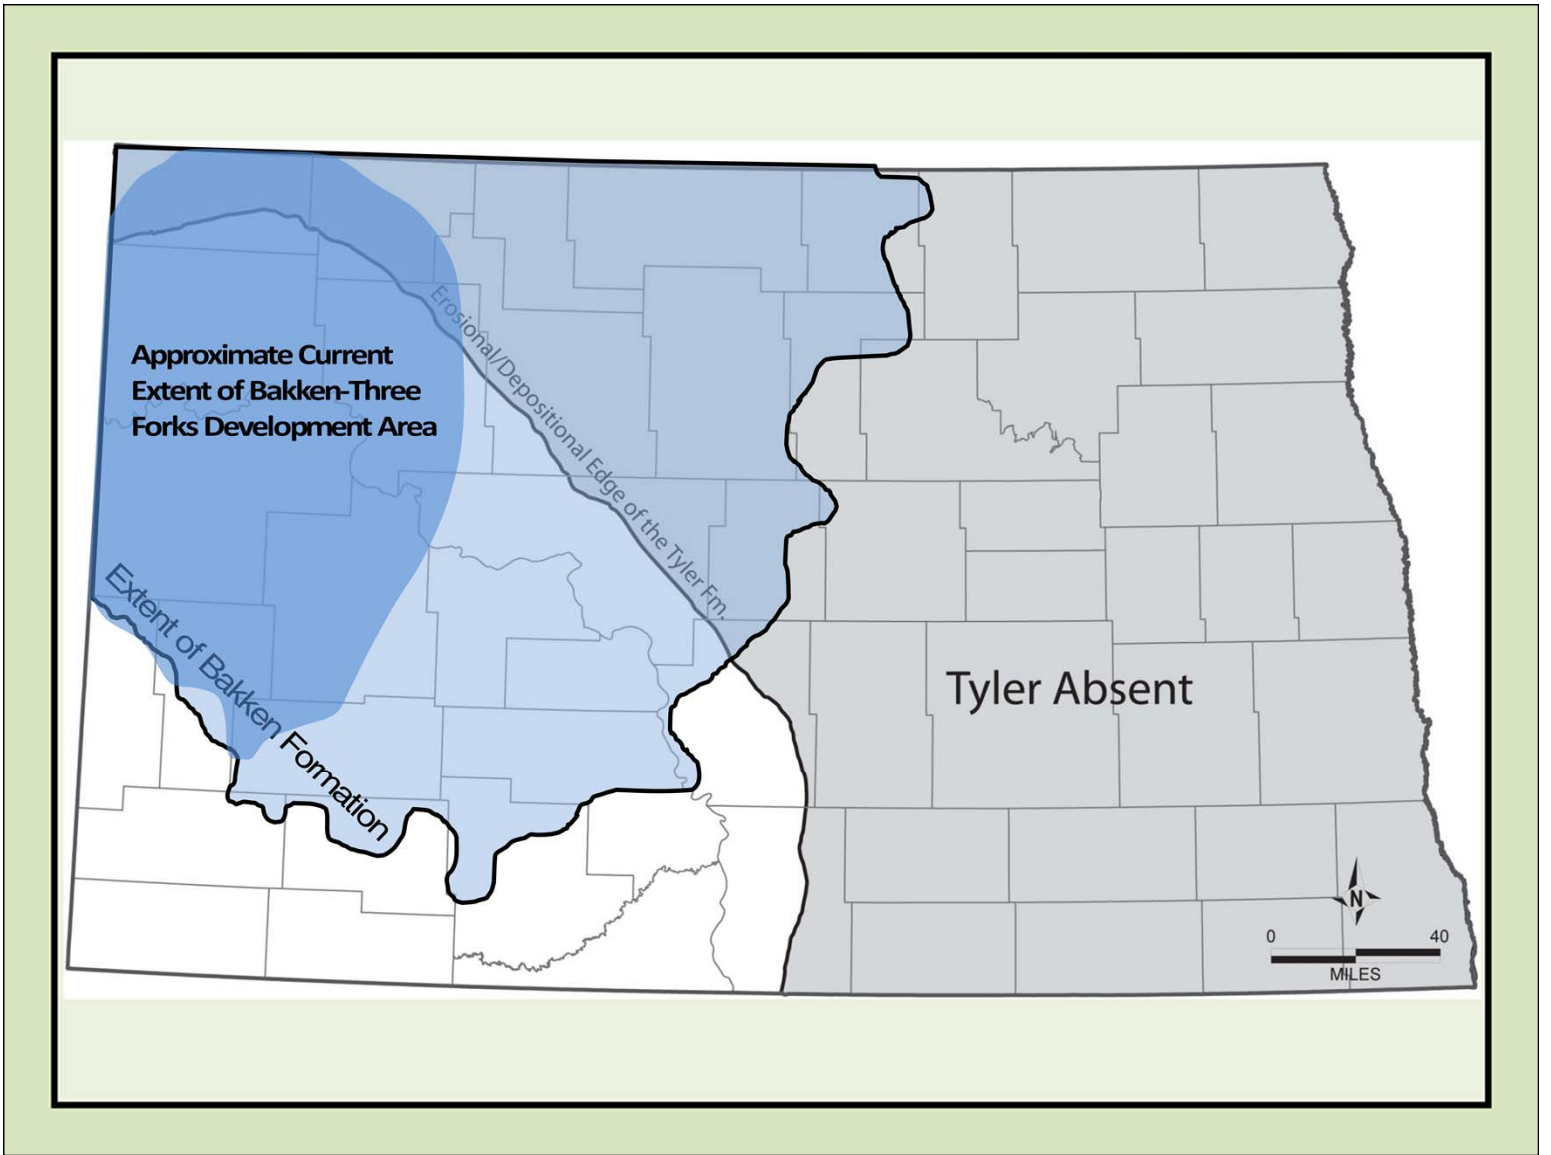 Erosional/Depositional Edge of the Tyler Fm.
Approximate Current
Extent of Bakken-Three
Forks Development Area
Extent of Bakken Formation
Tyler Absent
N
0 40
MILES